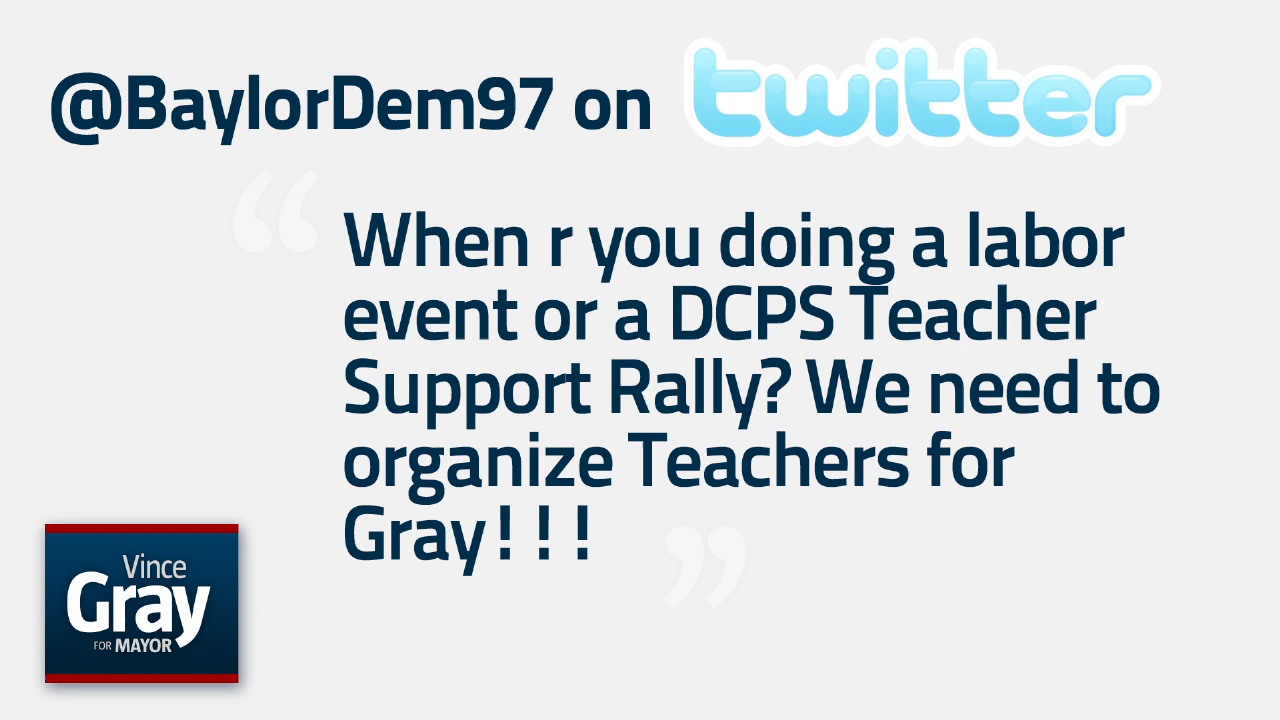 @BaylorDem97 on twitter
“
When r you doing a labor
event or a DCPS Teacher
Support Rally? We need to
organize Teachers for
Gray!!!
”
Vince
Gray
FOR MAYOR